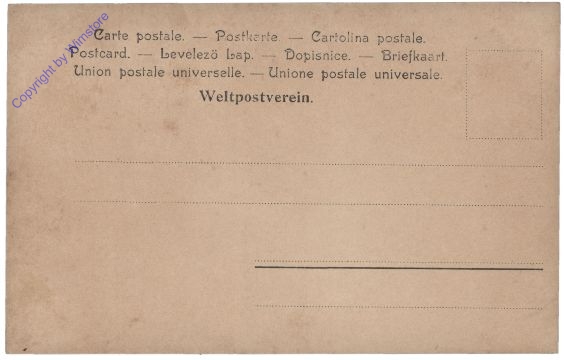 Carte postale. — Postkarte — Cartolina postale.
Postcard. — Levelező Lap. — Dopisnice. — Briefkaart.
Union postale universelle. — Unione postale universale.
Weltpostverein.
Copyright by Wimstore